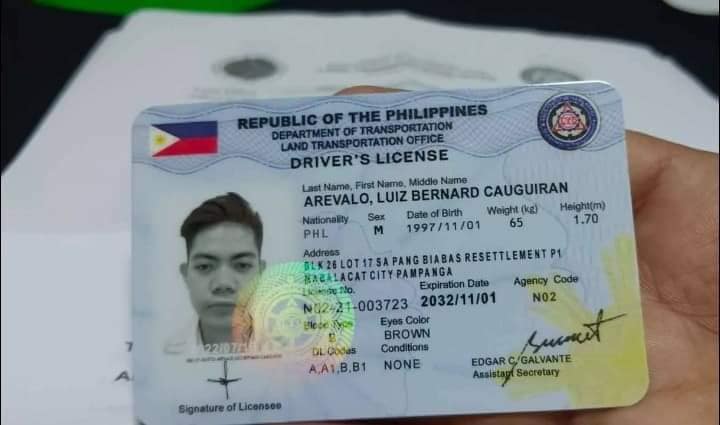 REPUBLIC OF THE PHILIPPINES
DEPARTMENT OF TRANSPORTATION
LAND TRANSPORTATION OFFICE
DRIVER'S LICENSE
Last Name, First Name, Middle Name
AREVALO, LUIZ BERNARD CAUGUIRAN
Nationality Sex Date of Birth Weight (kg) Height(m)
PHL M 1997/11/01 65 1.70
Address
BLK 26 LOT 17 SA PANG BIABAS RESETTLEMENT P1
MABALACAT CITY PAMPANGA
License No. Expiration Date Agency Code
N02-21-003723 2032/11/01 N02
Blood Type Eyes Color
B BROWN
DL Codes Conditions
A,A1,B,B1 NONE
EDGAR C. GALVANTE
Assistant Secretary
Signature of Licensee